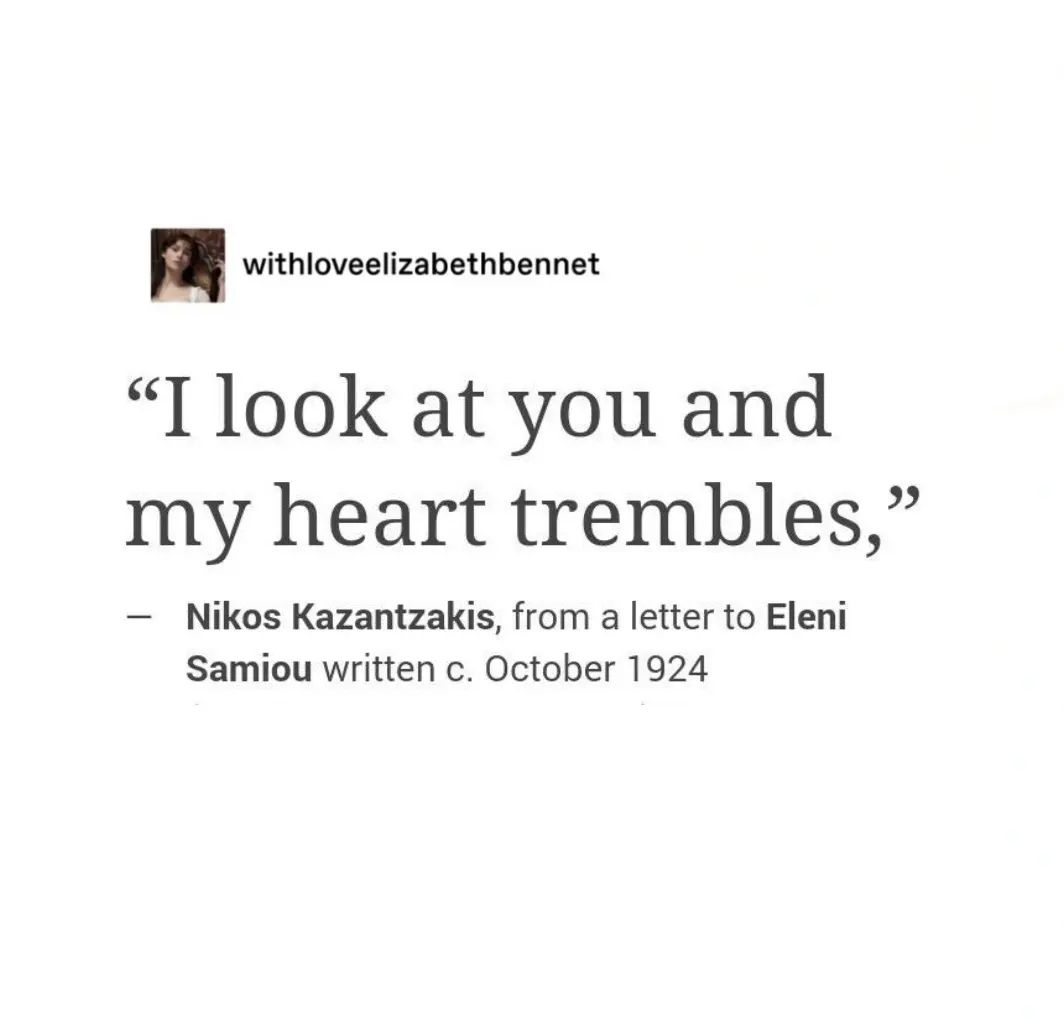 withloveelizabethbennet
“I look at you and
my heart trembles,”
— Nikos Kazantzakis, from a letter to Eleni
Samiou written c. October 1924